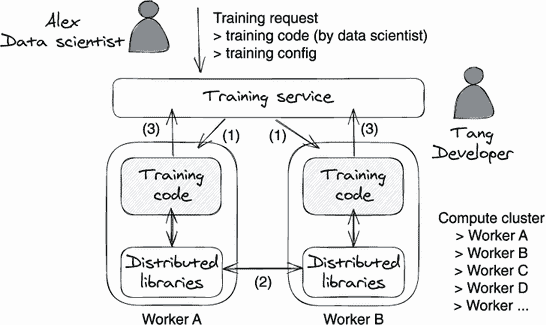 Alex
Data scientist
Training request
> training code (by data scientist)
> training config
Training service
Tang
Developer
(3)
(1)
(1)
(3)
Training
code
Training
code
Distributed
libraries
(2)
Distributed
libraries
Worker A
Worker B
Compute cluster
> Worker A
> Worker B
> Worker C
> Worker D
> Worker ...